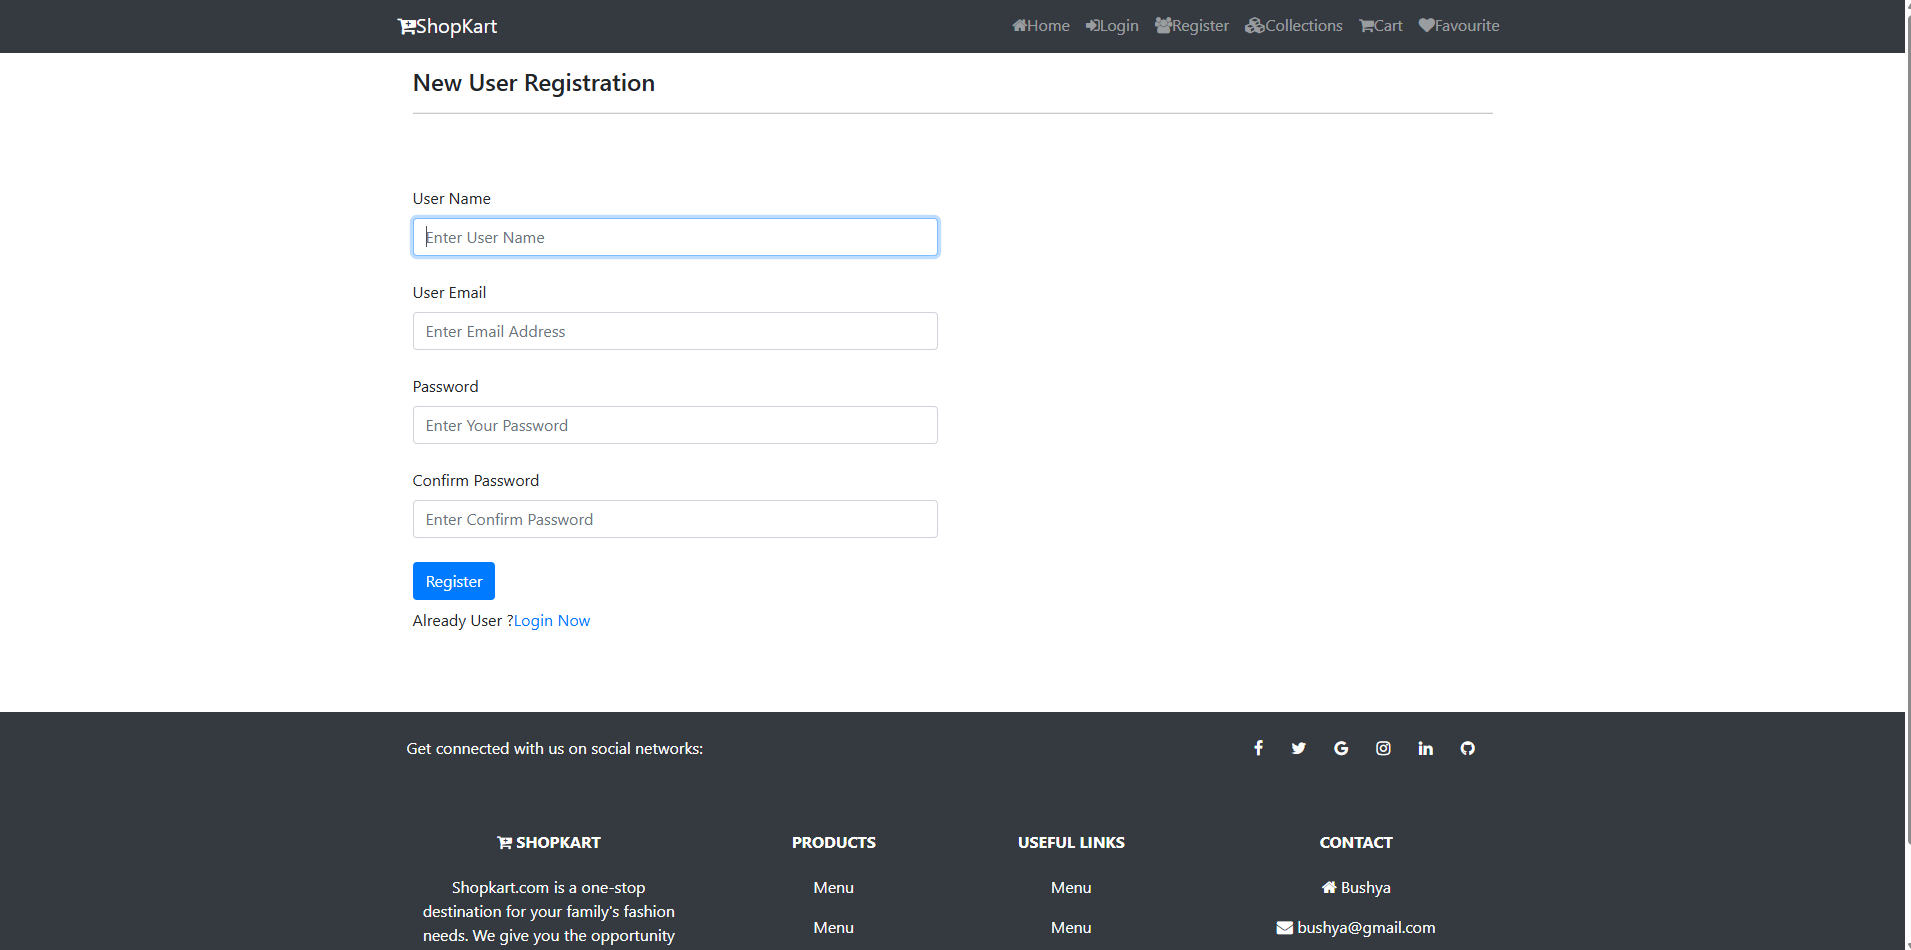 ShopKart Home Login Register Collections Cart Favourite
New User Registration
User Name
Enter User Name
User Email
Enter Email Address
Password
Enter Your Password
Confirm Password
Enter Confirm Password
Register
Already User ?Login Now
Get connected with us on social networks:
SHOPKART PRODUCTS USEFUL LINKS CONTACT
Shopkart.com is a one-stop Menu Menu Bushya
destination for your family's fashion
needs. We give you the opportunity Menu Menu bushya@gmail.com